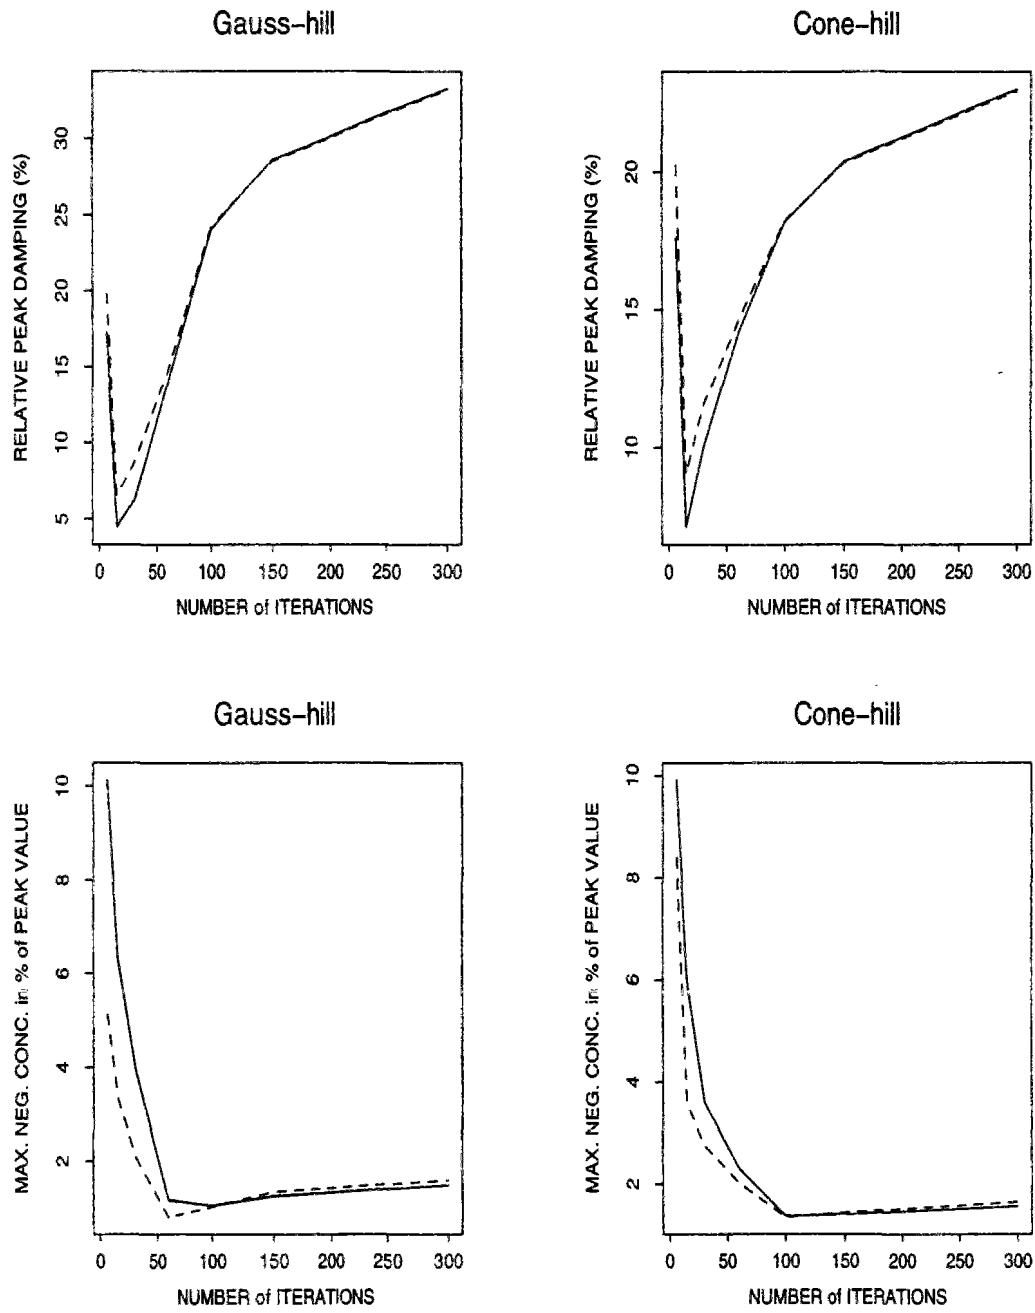 Gauss-hill
RELATIVE PEAK DAMPING (%)
30
25
20
15
10
5
0 50 100 150 200 250 300
NUMBER of ITERATIONS
Cone-hill
RELATIVE PEAK DAMPING (%)
20
15
10
0 50 100 150 200 250 300
NUMBER of ITERATIONS
Gauss-hill
MAX. NEG. CONC. in % of PEAK VALUE
10
8
6
4
2
0 50 100 150 200 250 300
NUMBER of ITERATIONS
Cone-hill
MAX. NEG. CONC. in % of PEAK VALUE
10
8
6
4
2
0 50 100 150 200 250 300
NUMBER of ITERATIONS